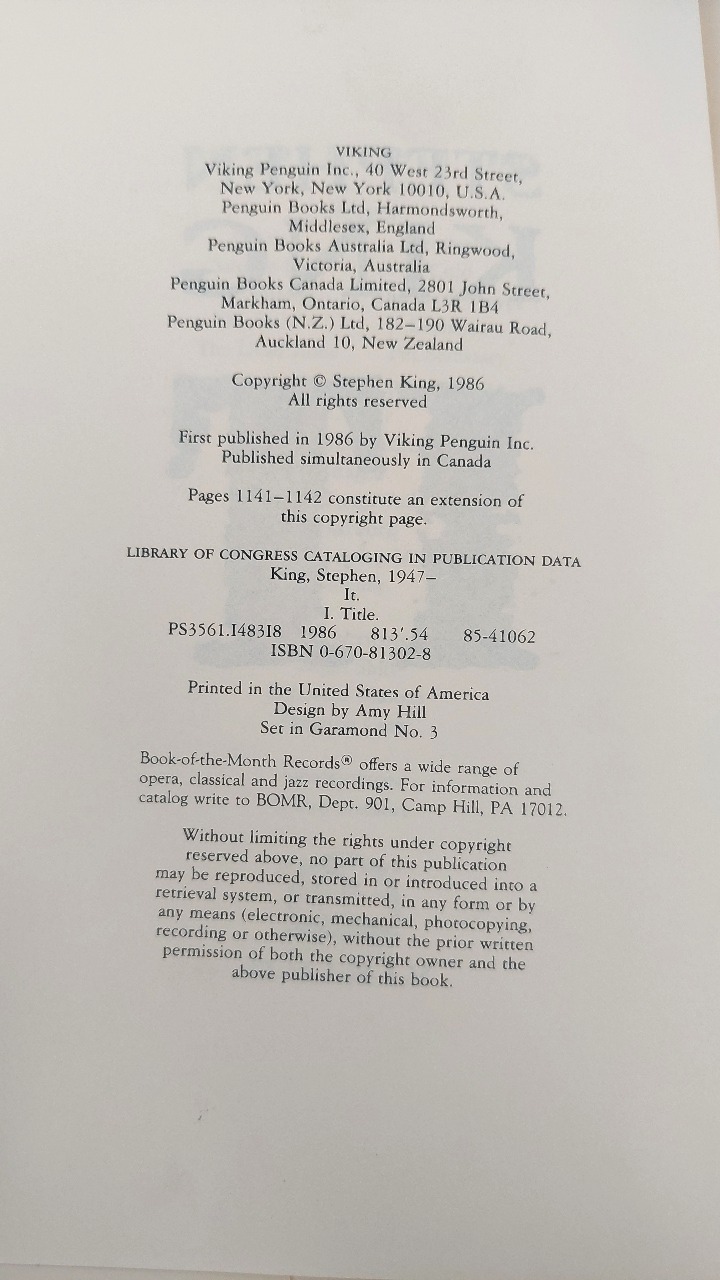 VIKING
Viking Penguin Inc., 40 West 23rd Street,
New York, New York 10010, U.S.A.
Penguin Books Ltd, Harmondsworth,
Middlesex, England
Penguin Books Australia Ltd, Ringwood,
Victoria, Australia
Penguin Books Canada Limited, 2801 John Street,
Markham, Ontario, Canada L3R 1B4
Penguin Books (N.Z.) Ltd, 182–190 Wairau Road,
Auckland 10, New Zealand
Copyright © Stephen King, 1986
All rights reserved
First published in 1986 by Viking Penguin Inc.
Published simultaneously in Canada
Pages 1141–1142 constitute an extension of
this copyright page.
LIBRARY OF CONGRESS CATALOGING IN PUBLICATION DATA
King, Stephen, 1947–
It.
I. Title.
PS3561.I483I8 1986 813'.54 85-41062
ISBN 0-670-81302-8
Printed in the United States of America
Design by Amy Hill
Set in Garamond No. 3
Book-of-the-Month Records® offers a wide range of
opera, classical and jazz recordings. For information and
catalog write to BOMR, Dept. 901, Camp Hill, PA 17012.
Without limiting the rights under copyright
reserved above, no part of this publication
may be reproduced, stored in or introduced into a
retrieval system, or transmitted, in any form or by
any means (electronic, mechanical, photocopying,
recording or otherwise), without the prior written
permission of both the copyright owner and the
above publisher of this book.